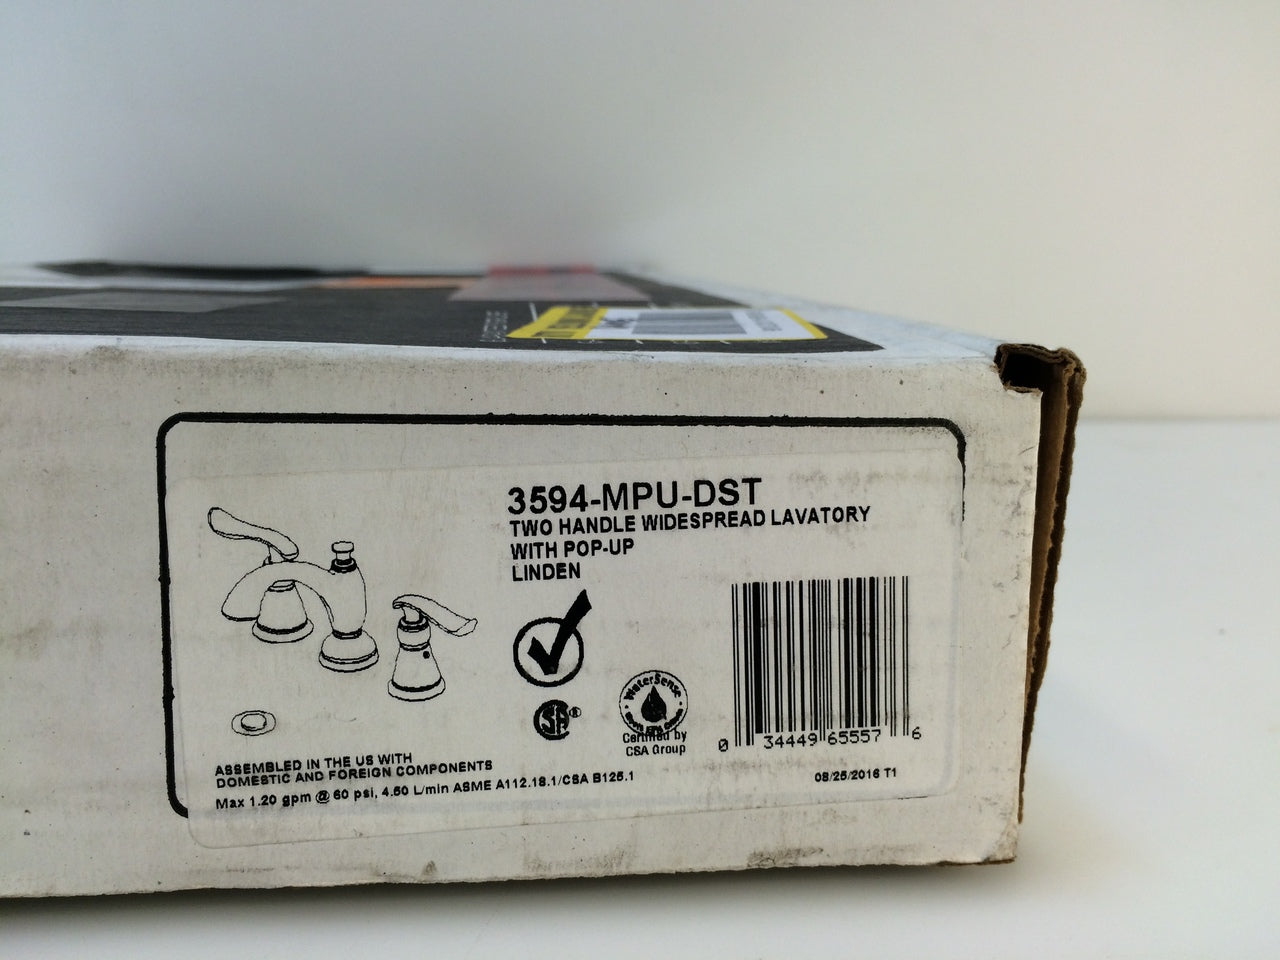 3594-MPU-DST
TWO HANDLE WIDESPREAD LAVATORY
WITH POP-UP
LINDEN
SA®
WaterSense
Certified by
CSA Group
0 34449 65557 6
ASSEMBLED IN THE US WITH
DOMESTIC AND FOREIGN COMPONENTS
Max 1.20 gpm @ 60 psi, 4.50 L/min ASME A112.18.1/CSA B125.1
08/25/2016 T1